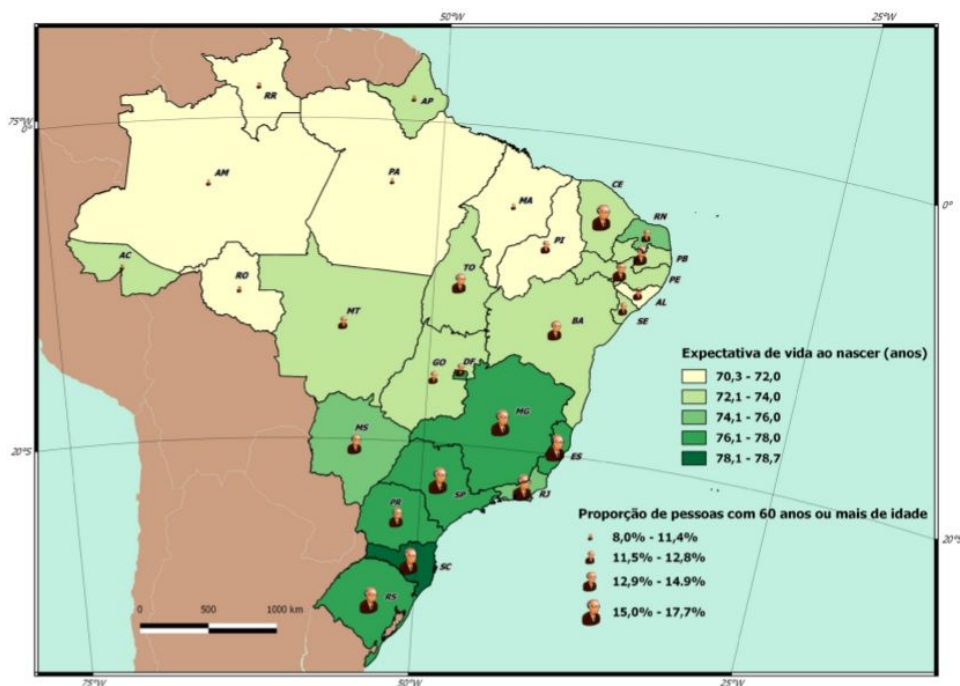 50°W
25°W
75°W
0°
0°
RR
AP
AM
PA
MA
CE
RN
PI
PB
PE
AC
TO
AL
RO
SE
MT
BA
GO
DF
Expectativa de vida ao nascer (anos)
70,3 - 72,0
72,1 - 74,0
74,1 - 76,0
76,1 - 78,0
78,1 - 78,7
MG
MS
20°S
ES
SP
RJ
PR
Proporção de pessoas com 60 anos ou mais de idade
8,0% - 11,4%
11,5% - 12,8%
12,9% - 14.9%
15,0% - 17,7%
20°S
SC
RS
0 500 1000 km
75°W
50°W
25°W